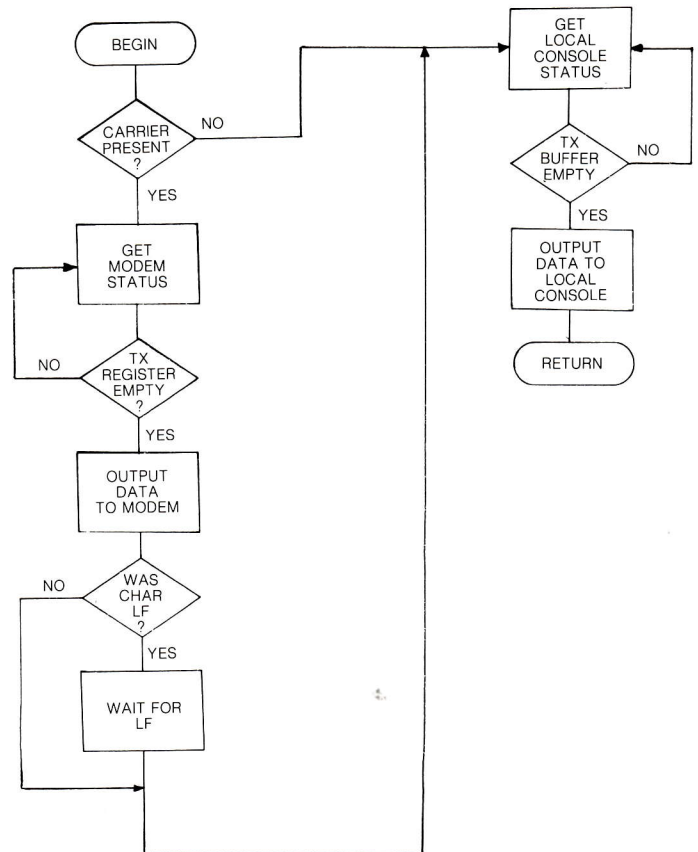 BEGIN
CARRIER
PRESENT
?
NO
YES
GET
MODEM
STATUS
TX
REGISTER
EMPTY
?
NO
YES
OUTPUT
DATA
TO MODEM
WAS
CHAR
LF
?
NO
YES
WAIT FOR
LF
GET
LOCAL
CONSOLE
STATUS
TX
BUFFER
EMPTY
NO
YES
OUTPUT
DATA TO
LOCAL
CONSOLE
RETURN